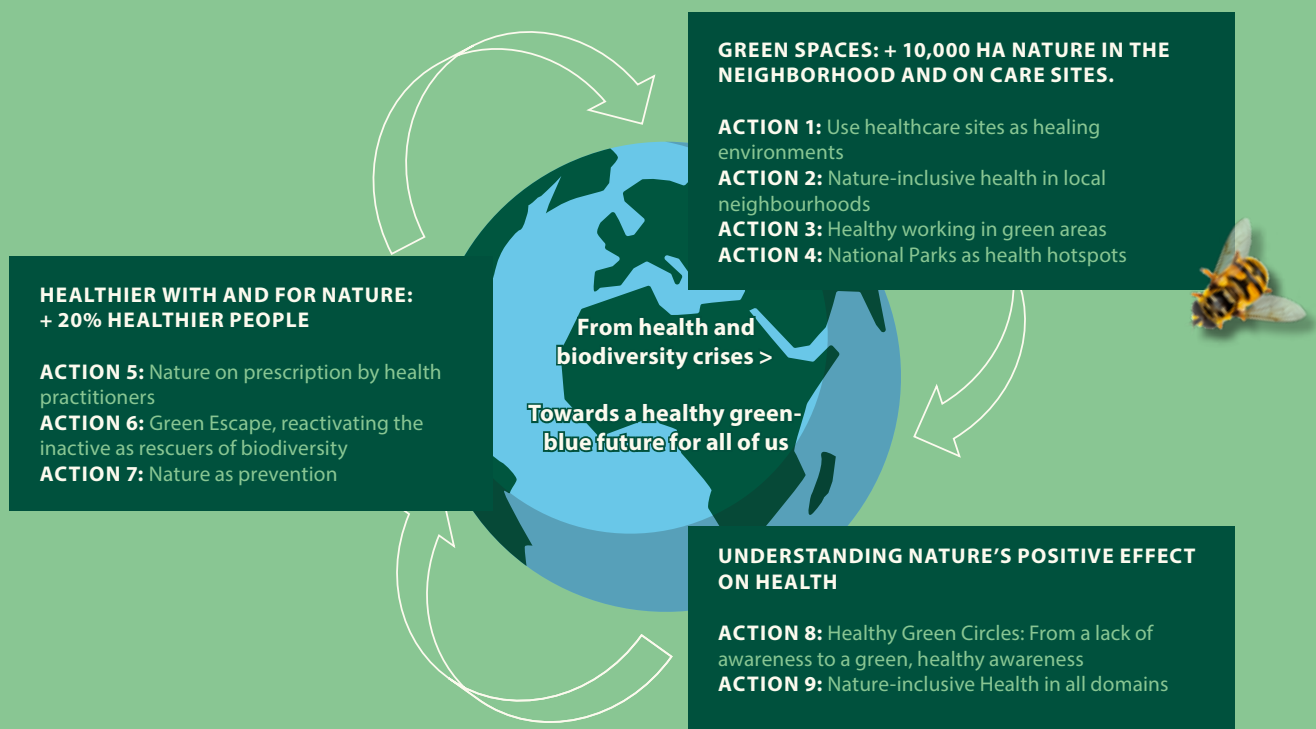 GREEN SPACES: + 10,000 HA NATURE IN THE
NEIGHBORHOOD AND ON CARE SITES.
ACTION 1: Use healthcare sites as healing
environments
ACTION 2: Nature-inclusive health in local
neighbourhoods
ACTION 3: Healthy working in green areas
ACTION 4: National Parks as health hotspots
HEALTHIER WITH AND FOR NATURE:
+ 20% HEALTHIER PEOPLE
ACTION 5: Nature on prescription by health
practitioners
ACTION 6: Green Escape, reactivating the
inactive as rescuers of biodiversity
ACTION 7: Nature as prevention
From health and
biodiversity crises >
Towards a healthy green-
blue future for all of us
UNDERSTANDING NATURE’S POSITIVE EFFECT
ON HEALTH
ACTION 8: Healthy Green Circles: From a lack of
awareness to a green, healthy awareness
ACTION 9: Nature-inclusive Health in all domains